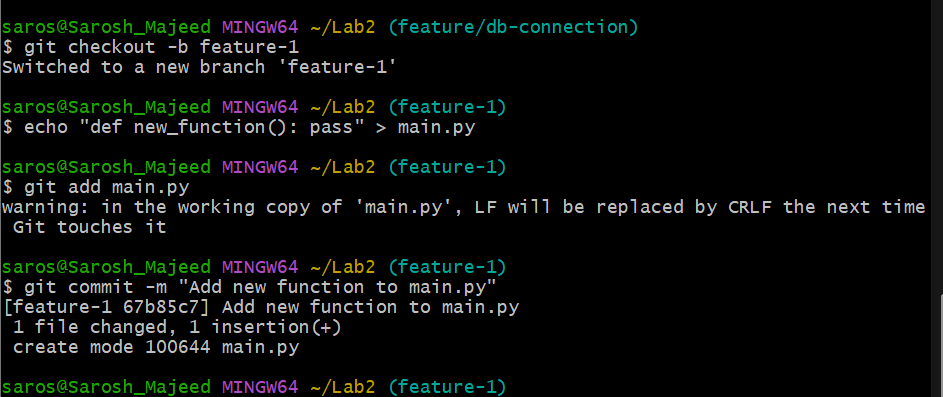 saros@Sarosh_Majeed MINGW64 ~/Lab2 (feature/db-connection)
$ git checkout -b feature-1
Switched to a new branch 'feature-1'
saros@Sarosh_Majeed MINGW64 ~/Lab2 (feature-1)
$ echo "def new_function(): pass" > main.py
saros@Sarosh_Majeed MINGW64 ~/Lab2 (feature-1)
$ git add main.py
warning: in the working copy of 'main.py', LF will be replaced by CRLF the next time
 Git touches it
saros@Sarosh_Majeed MINGW64 ~/Lab2 (feature-1)
$ git commit -m "Add new function to main.py"
[feature-1 67b85c7] Add new function to main.py
 1 file changed, 1 insertion(+)
 create mode 100644 main.py
saros@Sarosh_Majeed MINGW64 ~/Lab2 (feature-1)